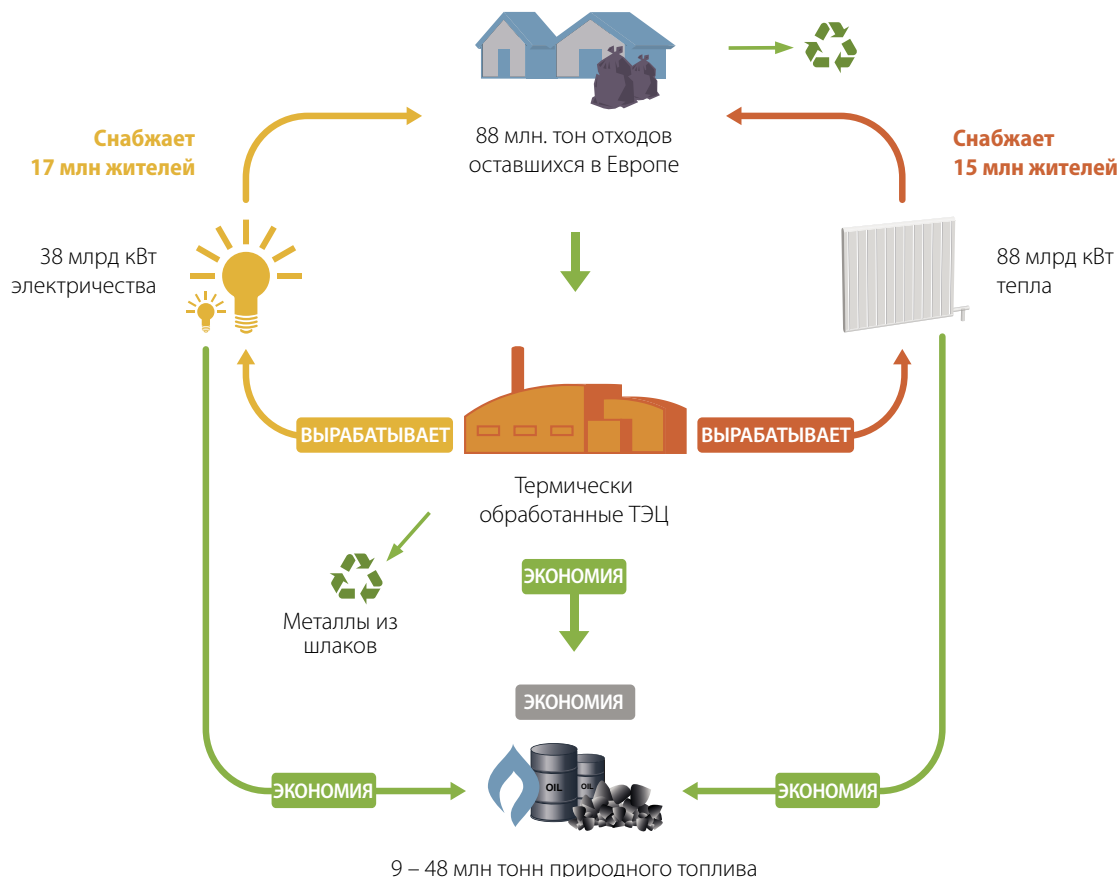 88 млн. тон отходов
оставшихся в Европе
Снабжает
17 млн жителей
Снабжает
15 млн жителей
38 млрд кВт
электричества
88 млрд кВт
тепла
ВЫРАБАТЫВАЕТ
ВЫРАБАТЫВАЕТ
Термически
обработанные ТЭЦ
ЭКОНОМИЯ
Металлы из
шлаков
ЭКОНОМИЯ
OIL
OIL
ЭКОНОМИЯ
ЭКОНОМИЯ
9 – 48 млн тонн природного топлива